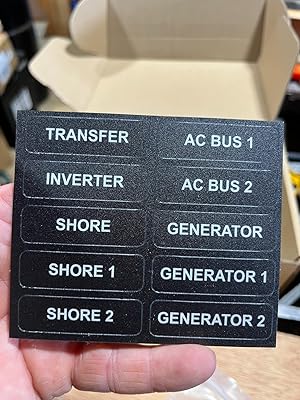 TRANSFER
AC BUS 1
INVERTER
AC BUS 2
SHORE
GENERATOR
SHORE 1
GENERATOR 1
SHORE 2
GENERATOR 2